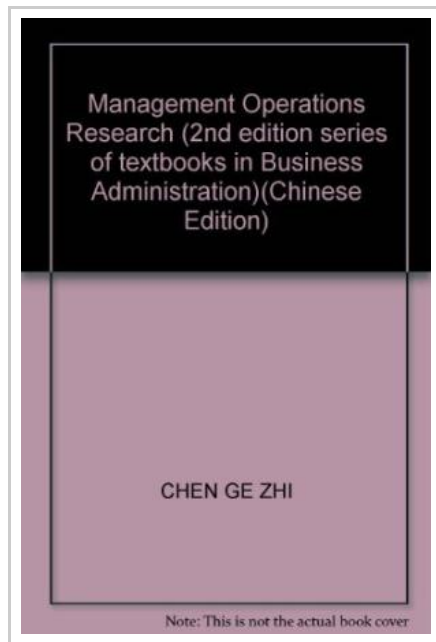 Management Operations
Research (2nd edition series
of textbooks in Business
Administration)(Chinese
Edition)
CHEN GE ZHI
Note: This is not the actual book cover